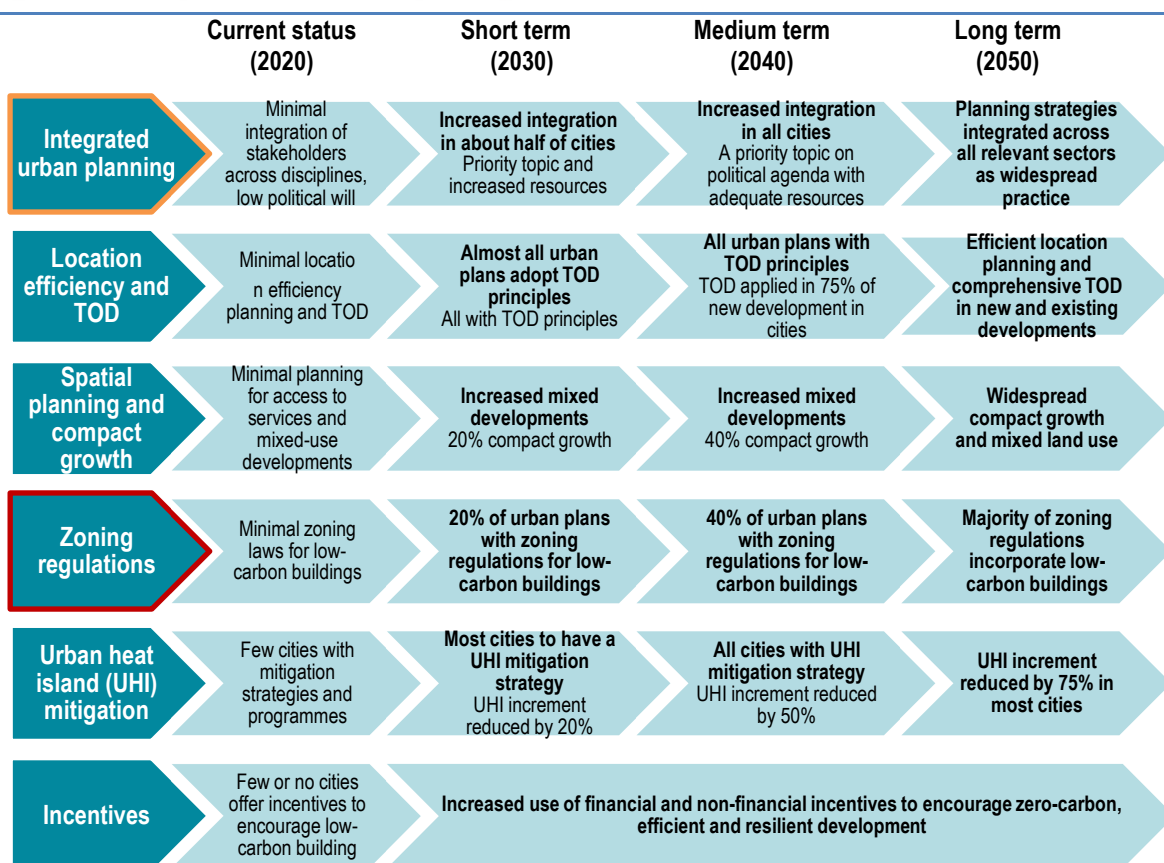 Current status
(2020)
Short term
(2030)
Medium term
(2040)
Long term
(2050)
Integrated
urban planning
Minimal
integration of
stakeholders
across disciplines,
low political will
Increased integration
in about half of cities
Priority topic and
increased resources
Increased integration
in all cities
A priority topic on
political agenda with
adequate resources
Planning strategies
integrated across
all relevant sectors
as widespread
practice
Location
efficiency and
TOD
Minimal locatio
n efficiency
planning and TOD
Almost all urban
plans adopt TOD
principles
All with TOD principles
All urban plans with
TOD principles
TOD applied in 75% of
new development in
cities
Efficient location
planning and
comprehensive TOD
in new and existing
developments
Spatial
planning and
compact
growth
Minimal planning
for access to
services and
mixed-use
developments
Increased mixed
developments
20% compact growth
Increased mixed
developments
40% compact growth
Widespread
compact growth
and mixed land use
Zoning
regulations
Minimal zoning
laws for low-
carbon buildings
20% of urban plans
with zoning
regulations for low-
carbon buildings
40% of urban plans
with zoning
regulations for low-
carbon buildings
Majority of zoning
regulations
incorporate low-
carbon buildings
Urban heat
island (UHI)
mitigation
Few cities with
mitigation
strategies and
programmes
Most cities to have a
UHI mitigation
strategy
UHI increment
reduced by 20%
All cities with UHI
mitigation strategy
UHI increment reduced
by 50%
UHI increment
reduced by 75% in
most cities
Incentives
Few or no cities
offer incentives to
encourage low-
carbon building
Increased use of financial and non-financial incentives to encourage zero-carbon,
efficient and resilient development